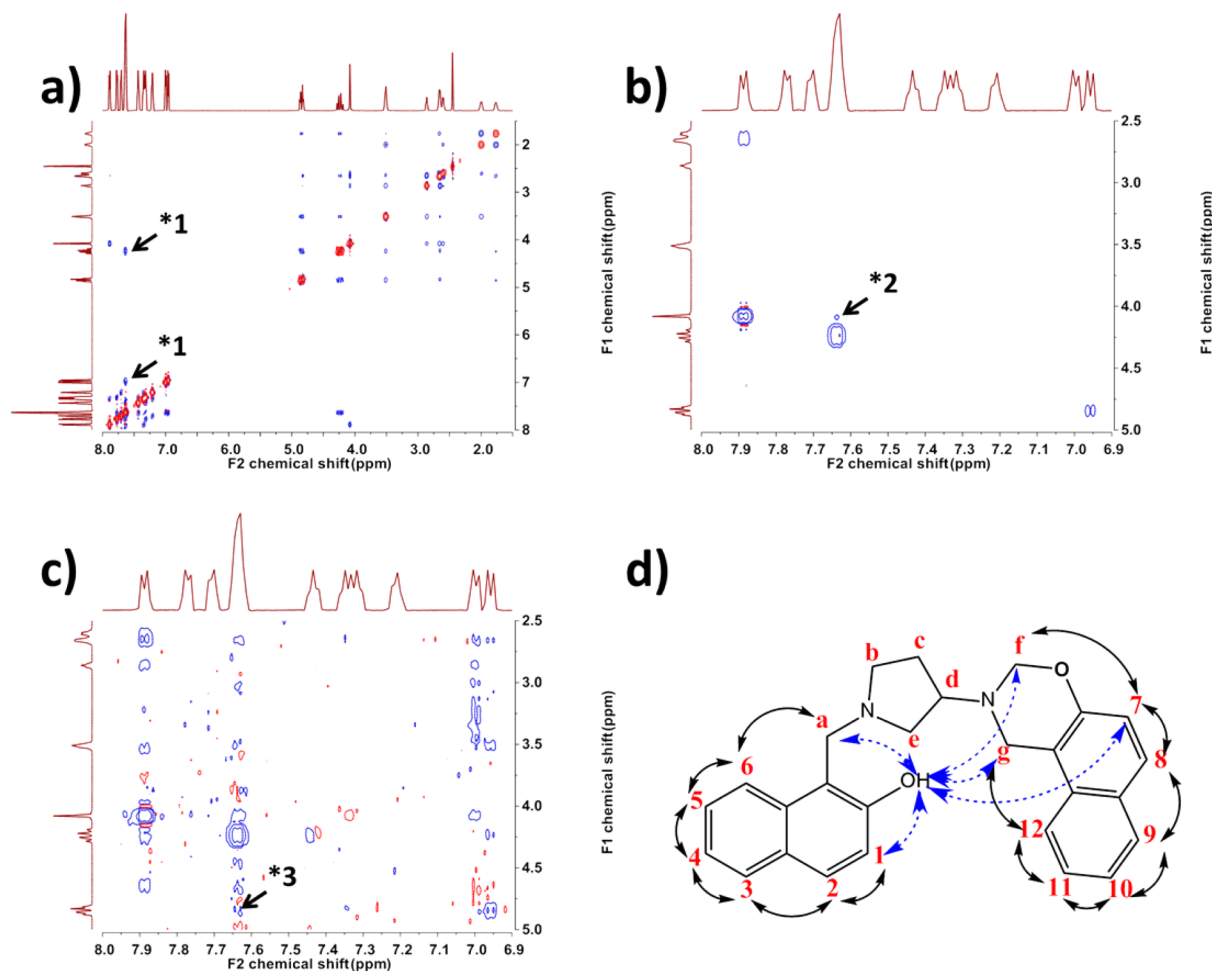 a)
*1
*1
2
3
4
5
6
7
8
8.0 7.0 6.0 5.0 4.0 3.0 2.0
F2 chemical shift(ppm)
F1 chemical shift(ppm)
b)
*2
2.5
3.0
3.5
4.0
4.5
5.0
8.0 7.9 7.8 7.7 7.6 7.5 7.4 7.3 7.2 7.1 7.0 6.9
F2 chemical shift(ppm)
F1 chemical shift(ppm)
c)
*3
2.5
3.0
3.5
4.0
4.5
5.0
8.0 7.9 7.8 7.7 7.6 7.5 7.4 7.3 7.2 7.1 7.0 6.9
F2 chemical shift(ppm)
F1 chemical shift(ppm)
d)
c f
b O
d 7
a N N
e g 8
6 OH
5 12 9
4 1
3 2 11 10